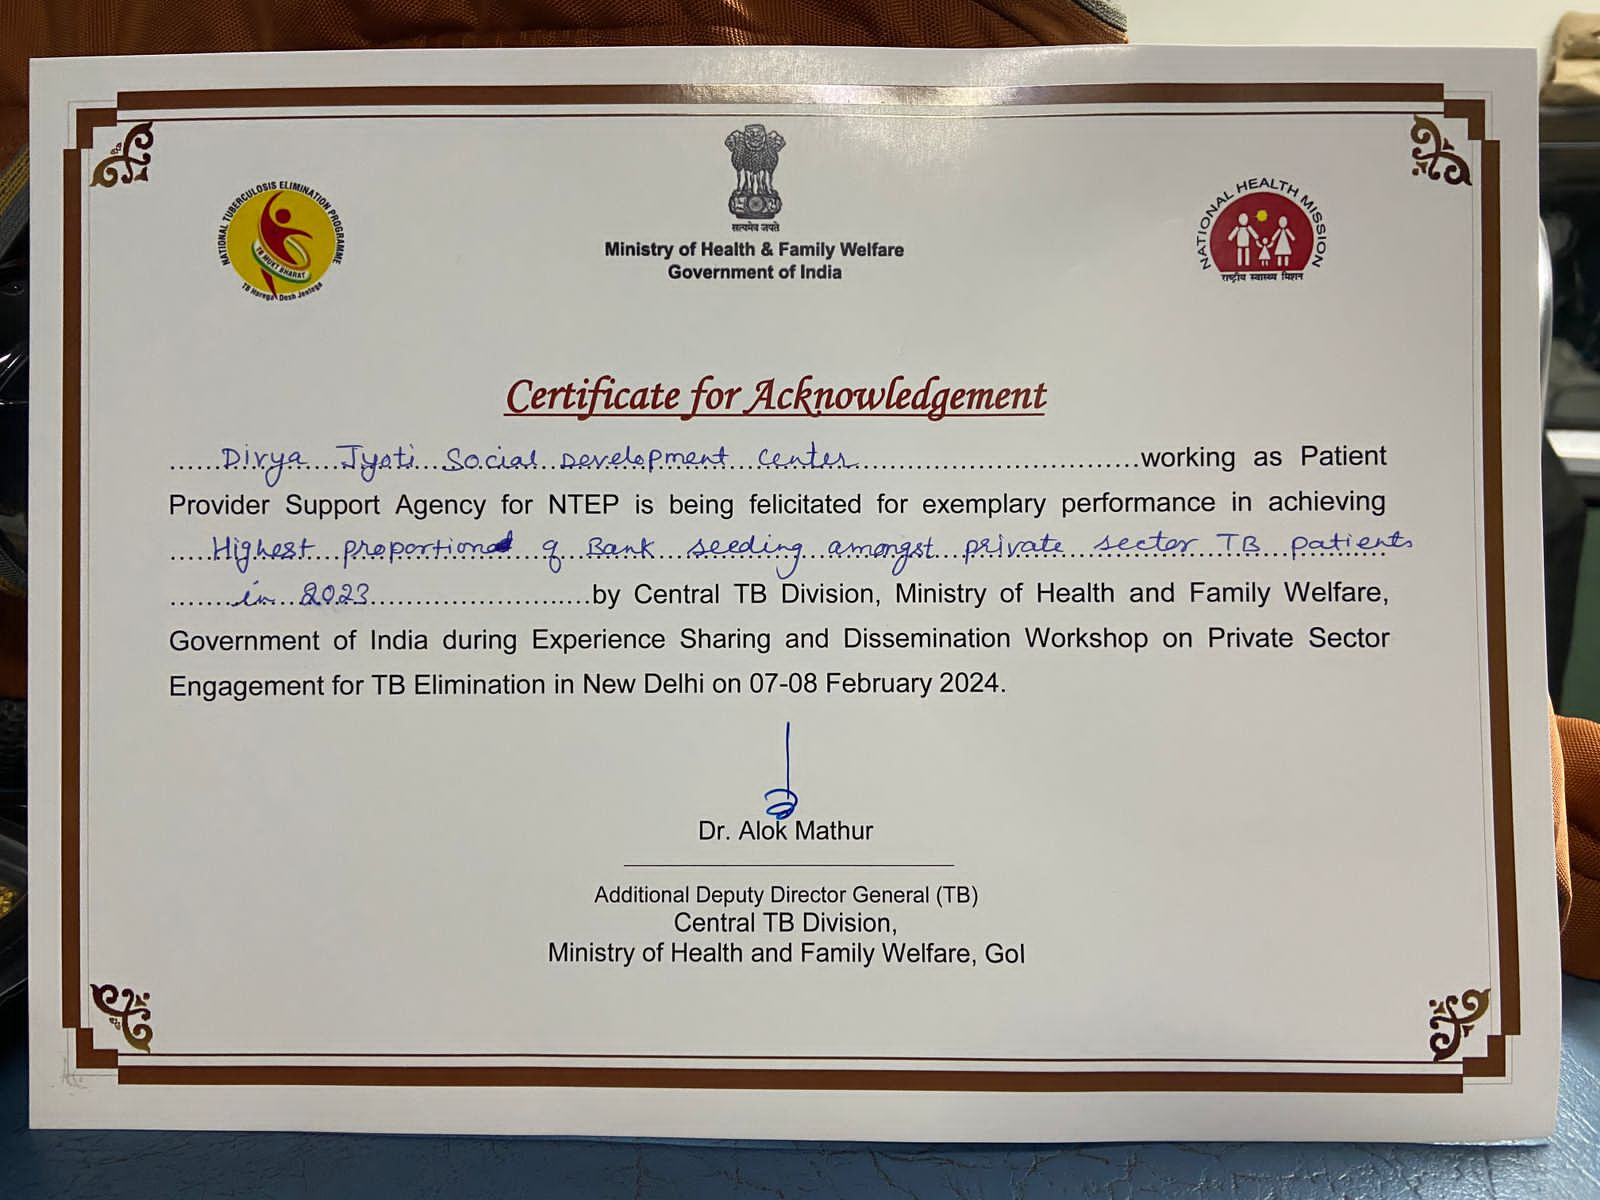 NATIONAL TUBERCULOSIS ELIMINATION PROGRAMME
TB MUKT BHARAT
TB Harega Desh Jeetega
सत्यमेव जयते
Ministry of Health & Family Welfare
Government of India
NATIONAL HEALTH MISSION
राष्ट्रीय स्वास्थ्य मिशन
Certificate for Acknowledgement
......Divya Jyoti Social Development Center..............................working as Patient
Provider Support Agency for NTEP is being felicitated for exemplary performance in achieving
....Highest proportion of Bank seeding amongst private sector TB patients
.......in 2023.........................by Central TB Division, Ministry of Health and Family Welfare,
Government of India during Experience Sharing and Dissemination Workshop on Private Sector
Engagement for TB Elimination in New Delhi on 07-08 February 2024.
Dr. Alok Mathur
Additional Deputy Director General (TB)
Central TB Division,
Ministry of Health and Family Welfare, GoI